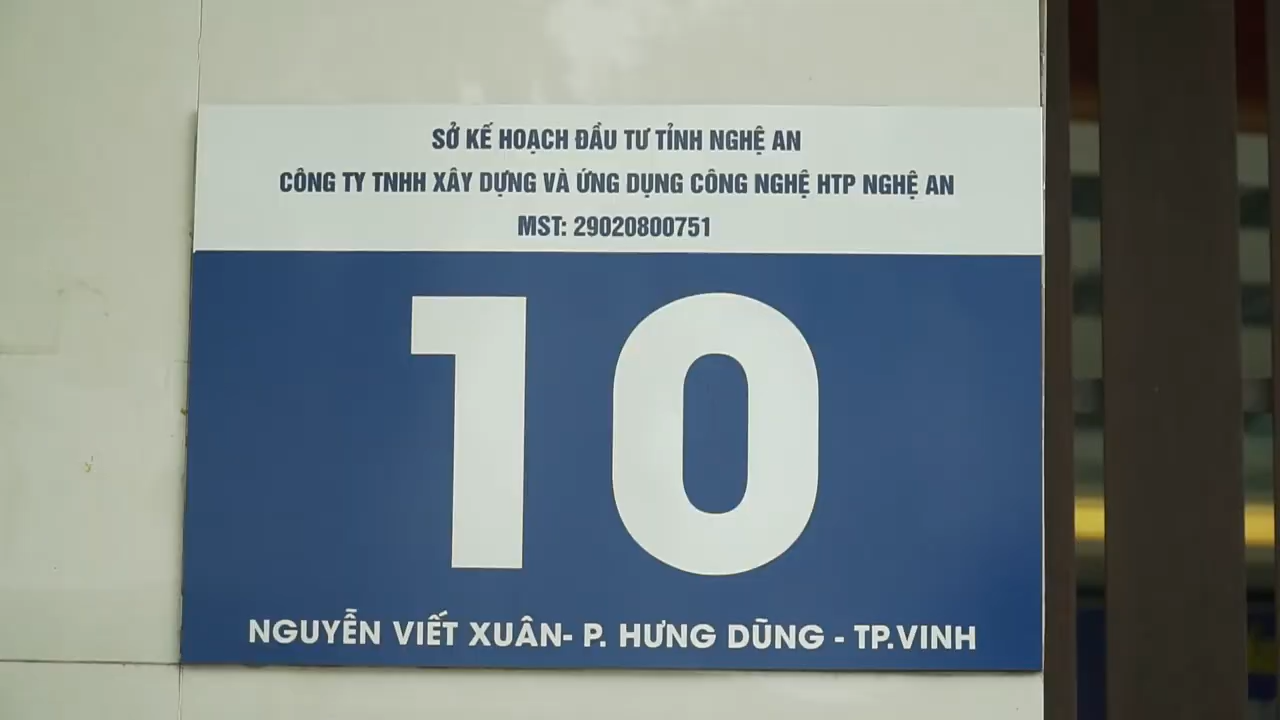 SỞ KẾ HOẠCH ĐẦU TƯ TỈNH NGHỆ AN
CÔNG TY TNHH XÂY DỰNG VÀ ỨNG DỤNG CÔNG NGHỆ HTP NGHỆ AN
MST: 29020800751
10
NGUYỄN VIẾT XUÂN- P. HƯNG DŨNG - TP.VINH